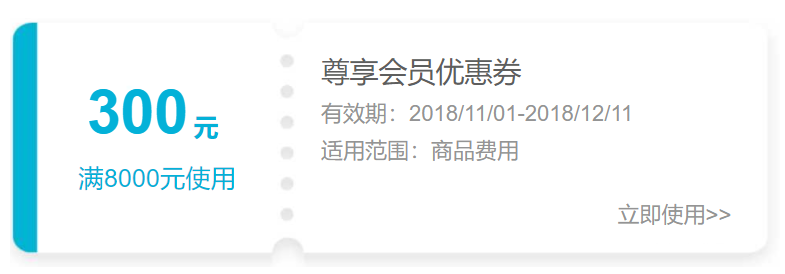 300元
满8000元使用
尊享会员优惠券
有效期：2018/11/01-2018/12/11
适用范围：商品费用
立即使用>>